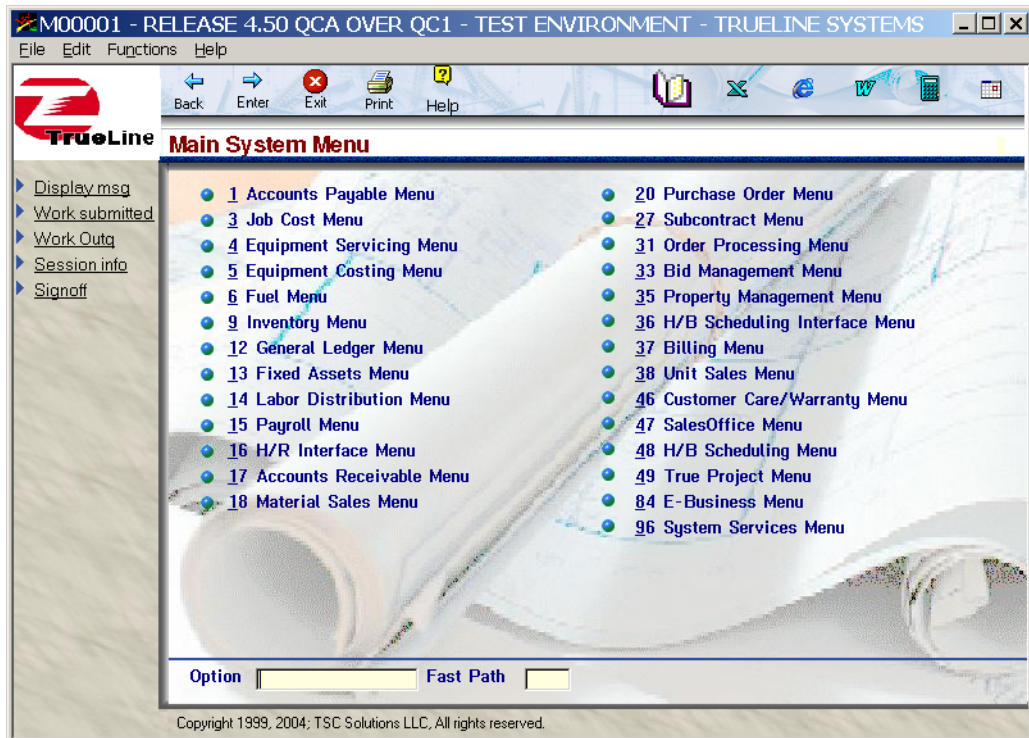 M00001 - RELEASE 4.50 QCA OVER QC1 - TEST ENVIRONMENT - TRUELINE SYSTEMS
File Edit Functions Help
Back Enter Exit Print Help
TrueLine
Main System Menu
Display msg
Work submitted
Work Outq
Session info
Signoff
1 Accounts Payable Menu
3 Job Cost Menu
4 Equipment Servicing Menu
5 Equipment Costing Menu
6 Fuel Menu
9 Inventory Menu
12 General Ledger Menu
13 Fixed Assets Menu
14 Labor Distribution Menu
15 Payroll Menu
16 H/R Interface Menu
17 Accounts Receivable Menu
18 Material Sales Menu
20 Purchase Order Menu
27 Subcontract Menu
31 Order Processing Menu
33 Bid Management Menu
35 Property Management Menu
36 H/B Scheduling Interface Menu
37 Billing Menu
38 Unit Sales Menu
46 Customer Care/Warranty Menu
47 SalesOffice Menu
48 H/B Scheduling Menu
49 True Project Menu
84 E-Business Menu
96 System Services Menu
Option Fast Path
Copyright 1999, 2004; TSC Solutions LLC, All rights reserved.